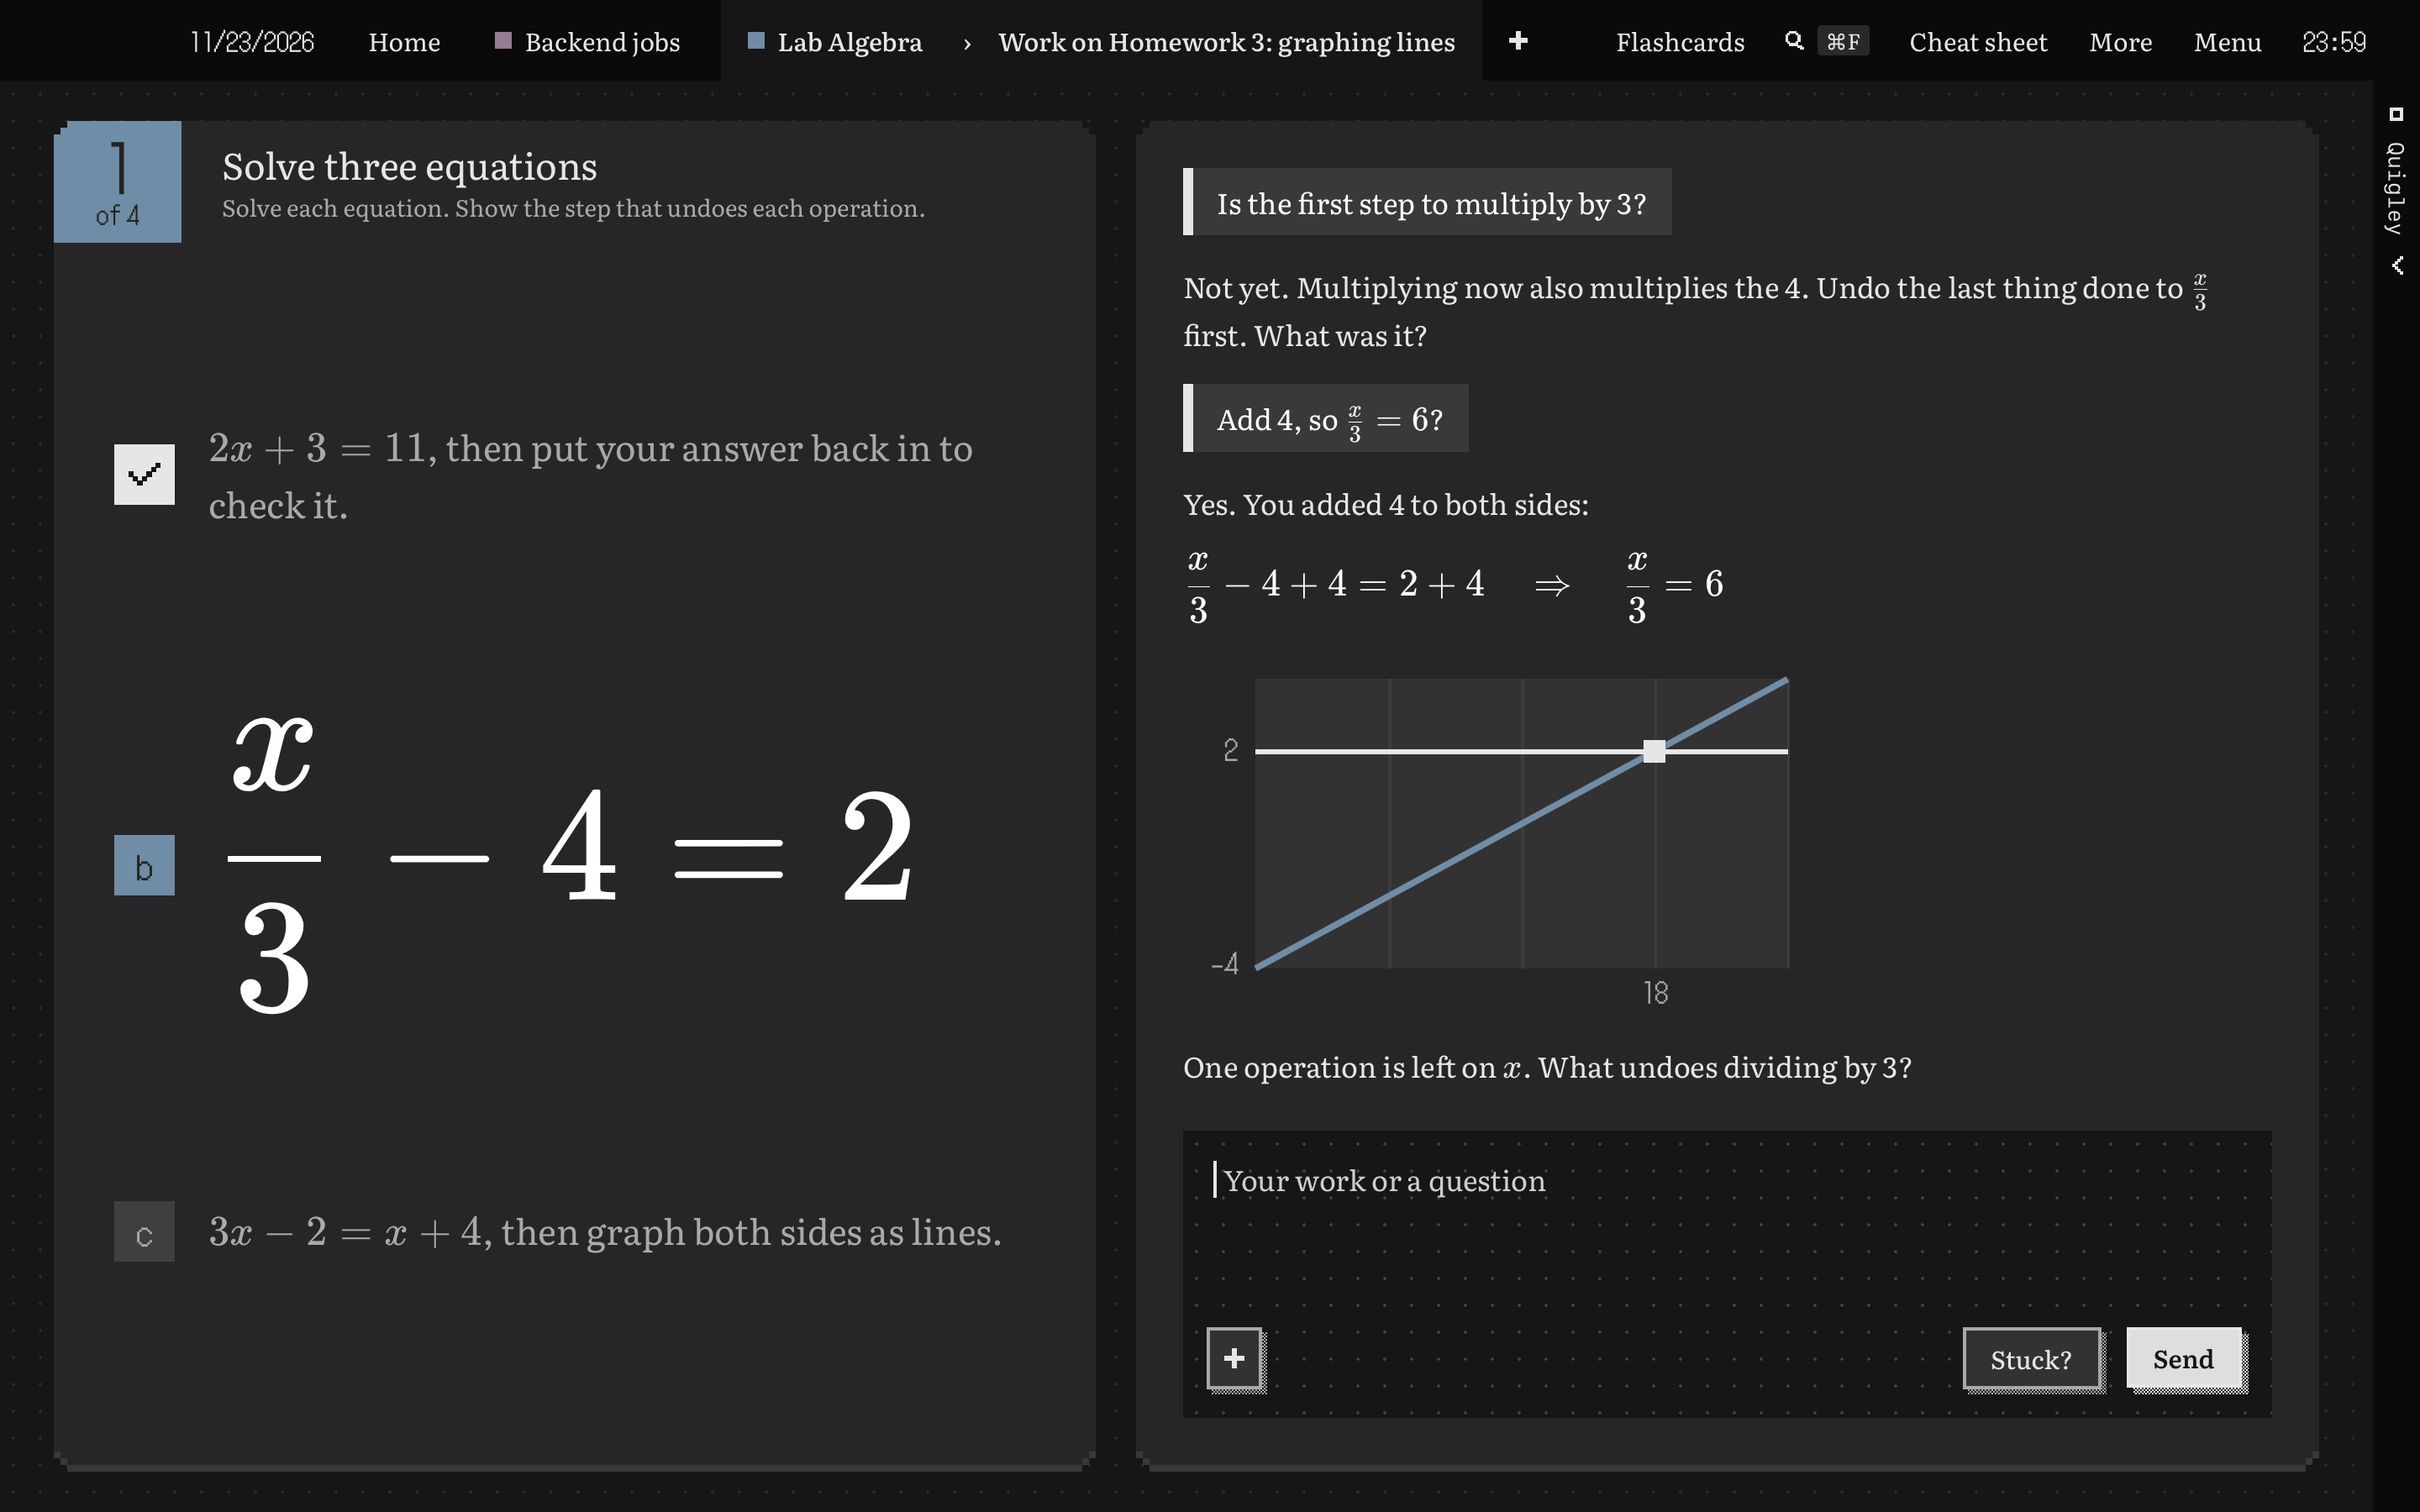 11/23/2026 Home Backend jobs Lab Algebra › Work on Homework 3: graphing lines + Flashcards ⌘F Cheat sheet More Menu 23:59
Quigley
1
of 4
Solve three equations
Solve each equation. Show the step that undoes each operation.
2x + 3 = 11, then put your answer back in to
check it.
b
x/3 − 4 = 2
c
3x − 2 = x + 4, then graph both sides as lines.
Is the first step to multiply by 3?
Not yet. Multiplying now also multiplies the 4. Undo the last thing done to x/3
first. What was it?
Add 4, so x/3 = 6?
Yes. You added 4 to both sides:
x/3 − 4 + 4 = 2 + 4 ⇒ x/3 = 6
2
-4
18
One operation is left on x. What undoes dividing by 3?
Your work or a question
+
Stuck?
Send